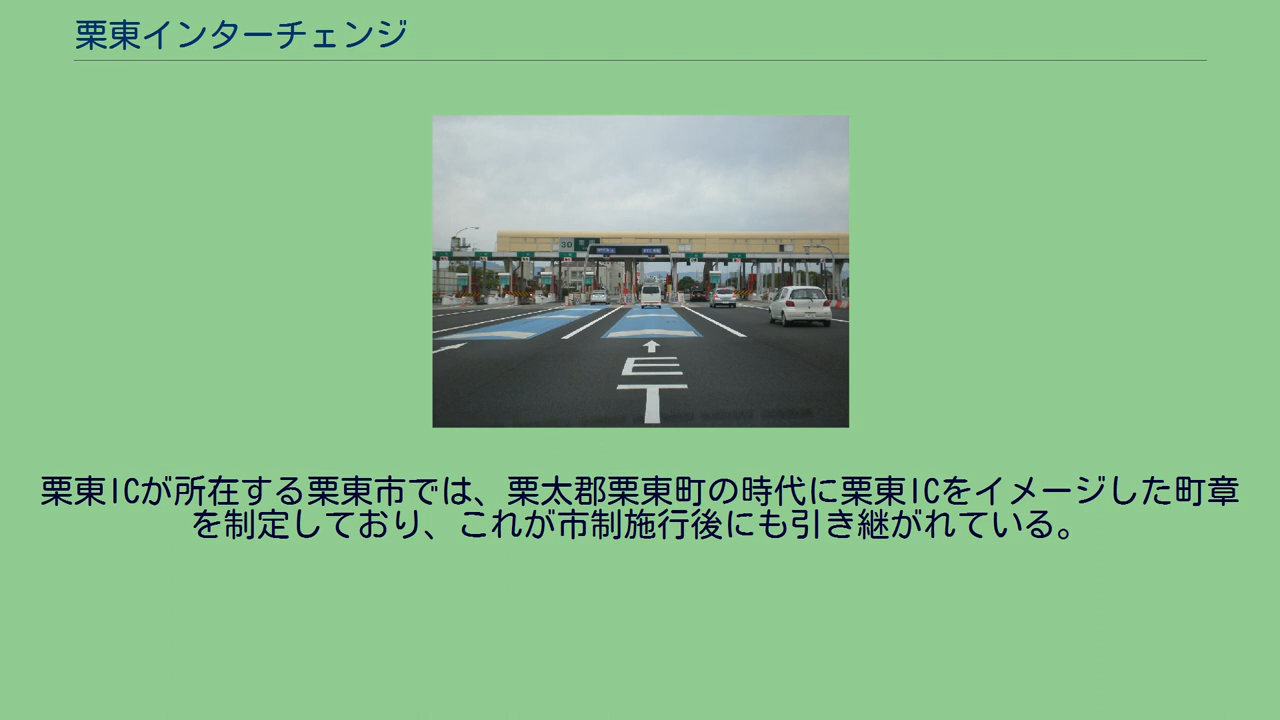 栗東インターチェンジ
栗東ICが所在する栗東市では、栗太郡栗東町の時代に栗東ICをイメージした町章
を制定しており、これが市制施行後にも引き継がれている。